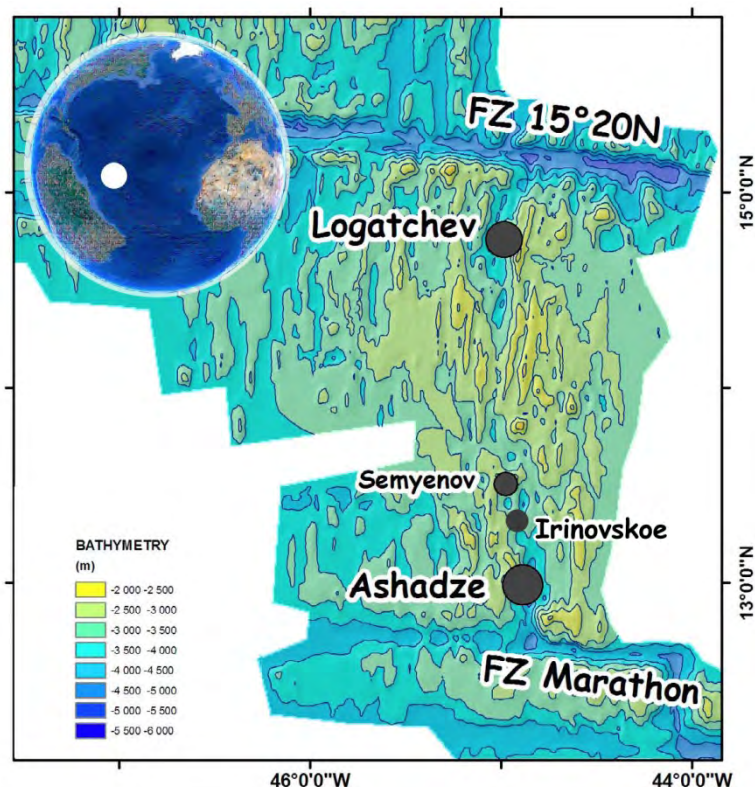 FZ 15°20N
15°0'0"N
Logatchev
Semyenov
Irinovskoe
BATHYMETRY
(m)
-2 000 -2 500
-2 500 -3 000
-3 000 -3 500
-3 500 -4 000
-4 000 -4 500
-4 500 -5 000
-5 000 -5 500
-5 500 -6 000
Ashadze
13°0'0"N
FZ Marathon
46°0'0"W
44°0'0"W